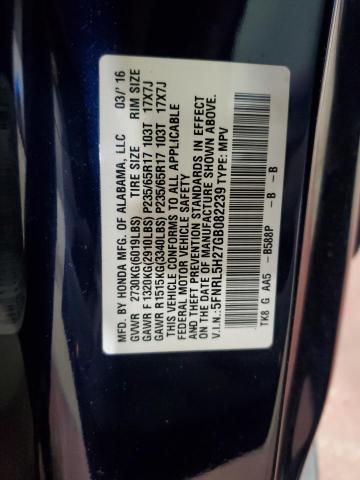 MFD. BY HONDA MFG. OF ALABAMA, LLC 03/'16
GVWR 2730KG(6019LBS) TIRE SIZE RIM SIZE
GAWR F 1320KG(2910LBS) P235/65R17 103T 17X7J
GAWR R1515KG(3340LBS) P235/65R17 103T 17X7J
THIS VEHICLE CONFORMS TO ALL APPLICABLE
FEDERAL MOTOR VEHICLE SAFETY, BUMPER,
AND THEFT PREVENTION STANDARDS IN EFFECT
ON THE DATE OF MANUFACTURE SHOWN ABOVE.
V.I.N.: 5FNRL5H27GB082239 TYPE: MPV
TK8 G AA5 -B588P -B -B